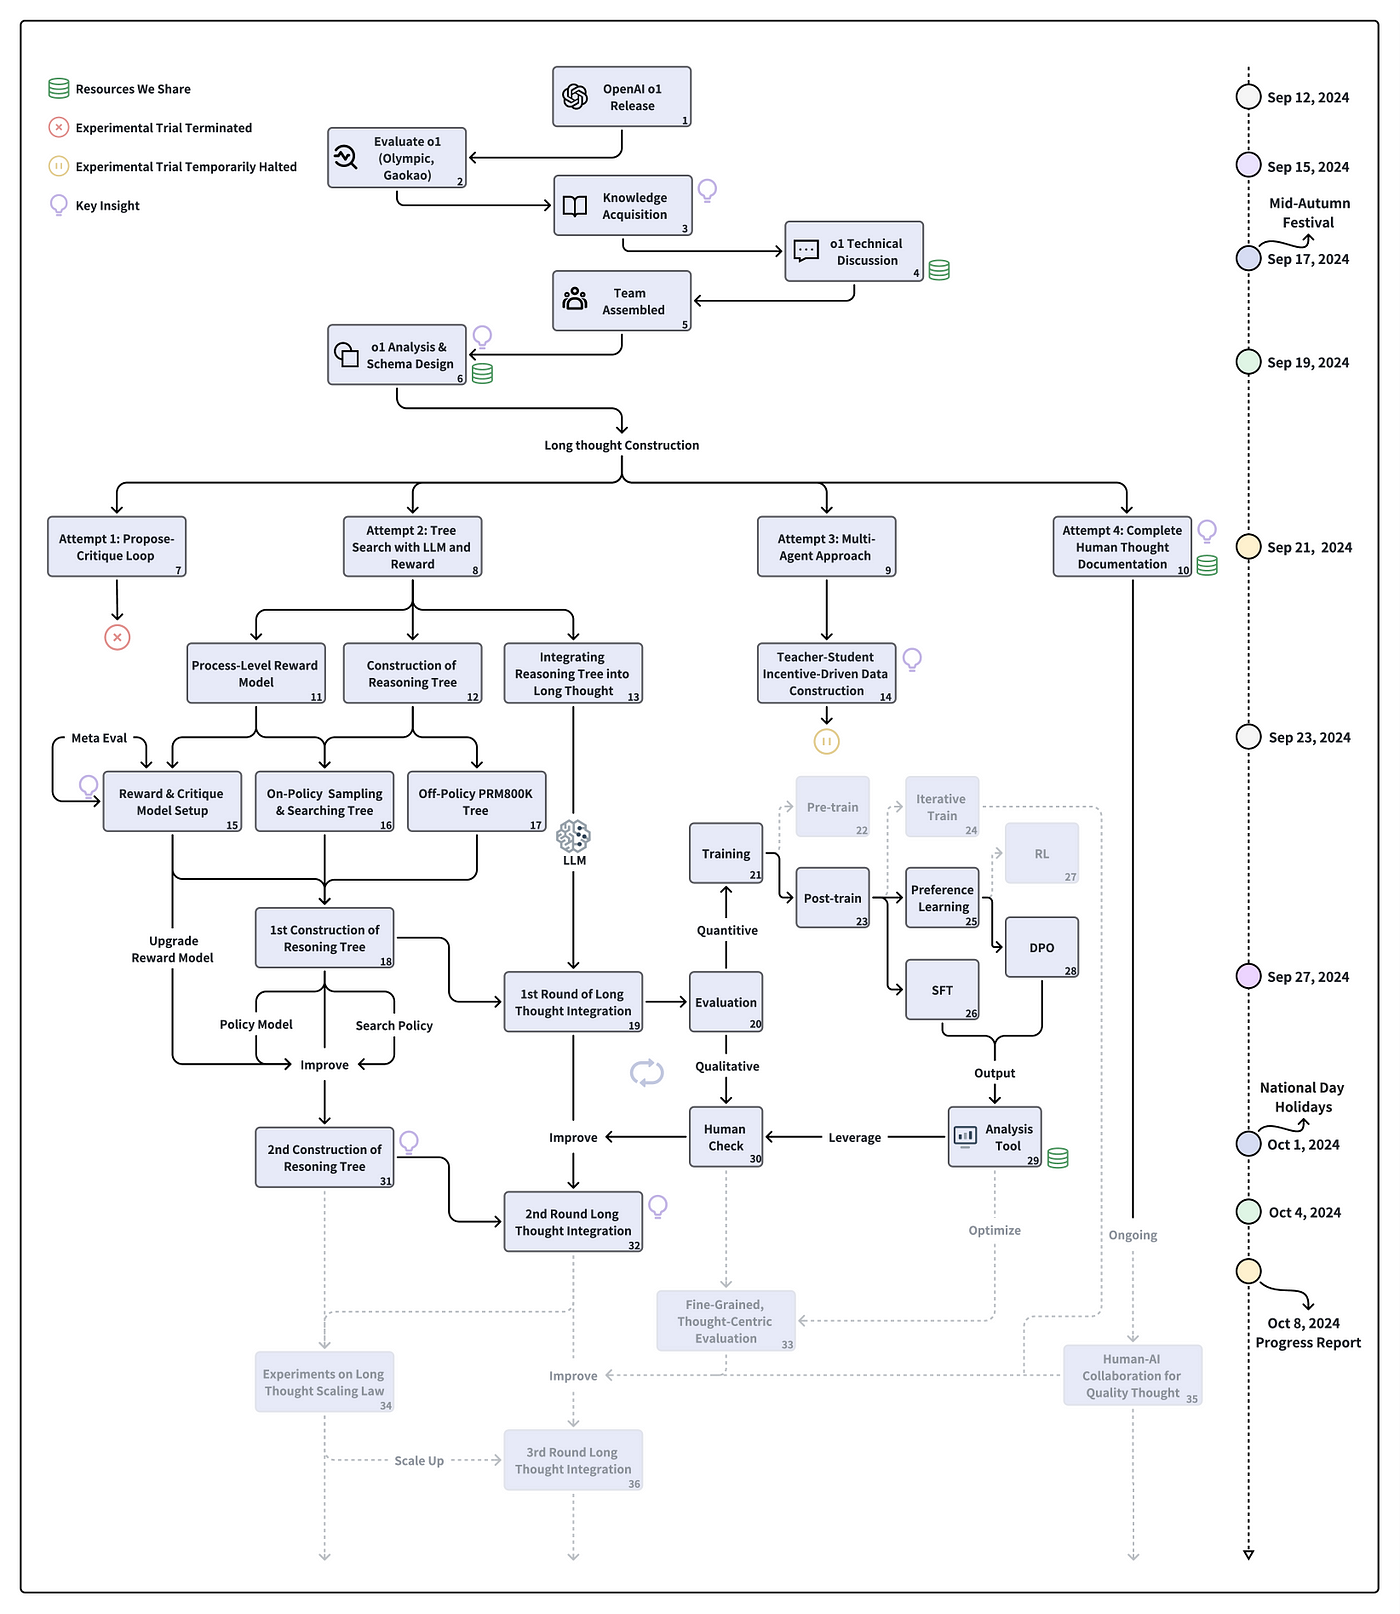 Resources We Share
Experimental Trial Terminated
Experimental Trial Temporarily Halted
Key Insight
OpenAI o1
Release
1
Evaluate o1
(Olympic,
Gaokao)
2
Knowledge
Acquisition
3
o1 Technical
Discussion
4
Team
Assembled
5
o1 Analysis &
Schema Design
6
Long thought Construction
Attempt 1: Propose-
Critique Loop
7
Attempt 2: Tree
Search with LLM and
Reward
8
Attempt 3: Multi-
Agent Approach
9
Attempt 4: Complete
Human Thought
Documentation
10
Process-Level Reward
Model
11
Construction of
Reasoning Tree
12
Integrating
Reasoning Tree into
Long Thought
13
Teacher-Student
Incentive-Driven Data
Construction
14
Meta Eval
Reward & Critique
Model Setup
15
On-Policy Sampling
& Searching Tree
16
Off-Policy PRM800K
Tree
17
LLM
1st Construction of
Resoning Tree
18
Upgrade
Reward Model
Policy Model
Search Policy
Improve
1st Round of Long
Thought Integration
19
Evaluation
20
Quantitive
Qualitative
Training
21
Pre-train
22
Post-train
23
Iterative
Train
24
Preference
Learning
25
SFT
26
RL
27
DPO
28
Output
Analysis
Tool
29
Leverage
Human
Check
30
Improve
2nd Construction of
Resoning Tree
31
2nd Round Long
Thought Integration
32
Optimize
Ongoing
Fine-Grained,
Thought-Centric
Evaluation
33
Experiments on Long
Thought Scaling Law
34
Human-AI
Collaboration for
Quality Thought
35
Improve
Scale Up
3rd Round Long
Thought Integration
36
Sep 12, 2024
Sep 15, 2024
Mid-Autumn
Festival
Sep 17, 2024
Sep 19, 2024
Sep 21, 2024
Sep 23, 2024
Sep 27, 2024
National Day
Holidays
Oct 1, 2024
Oct 4, 2024
Oct 8, 2024
Progress Report